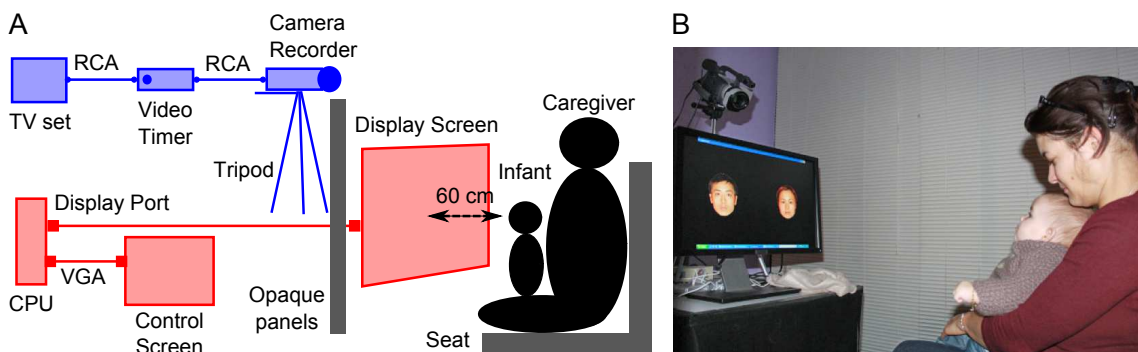 A
B
Camera
Recorder
RCA
RCA
TV set
Video
Timer
Tripod
Display Screen
Caregiver
Infant
60 cm
Display Port
VGA
CPU
Control
Screen
Opaque
panels
Seat